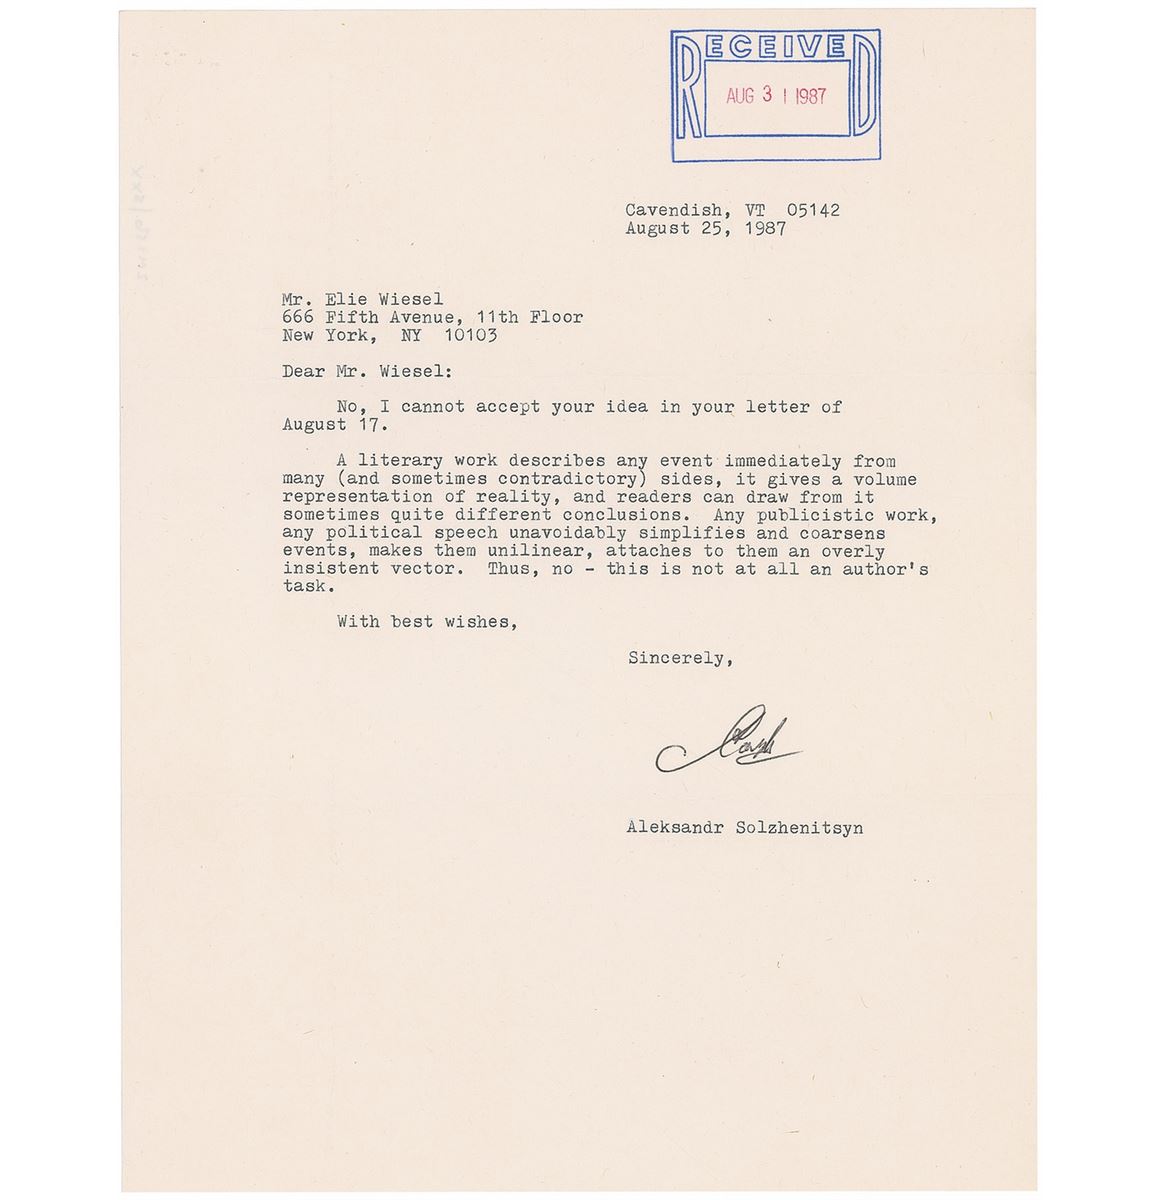 RECEIVED
AUG 31 1987
Cavendish, VT 05142
August 25, 1987
Mr. Elie Wiesel
666 Fifth Avenue, 11th Floor
New York, NY 10103
Dear Mr. Wiesel:
No, I cannot accept your idea in your letter of
August 17.
A literary work describes any event immediately from
many (and sometimes contradictory) sides, it gives a volume
representation of reality, and readers can draw from it
sometimes quite different conclusions. Any publicistic work,
any political speech unavoidably simplifies and coarsens
events, makes them unilinear, attaches to them an overly
insistent vector. Thus, no - this is not at all an author's
task.
With best wishes,
Sincerely,
Aleksandr Solzhenitsyn